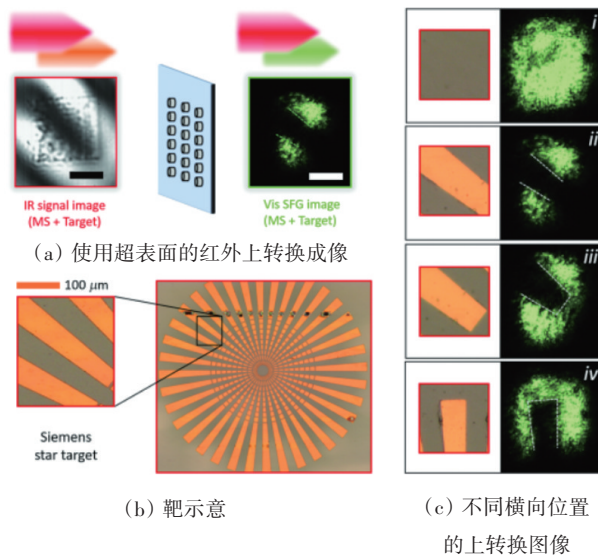 i
IR signal image
(MS + Target)
Vis SFG image
(MS + Target)
(a) 使用超表面的红外上转换成像
ii
100 μm
iii
Siemens
star target
iv
(b) 靶示意
(c) 不同横向位置
的上转换图像